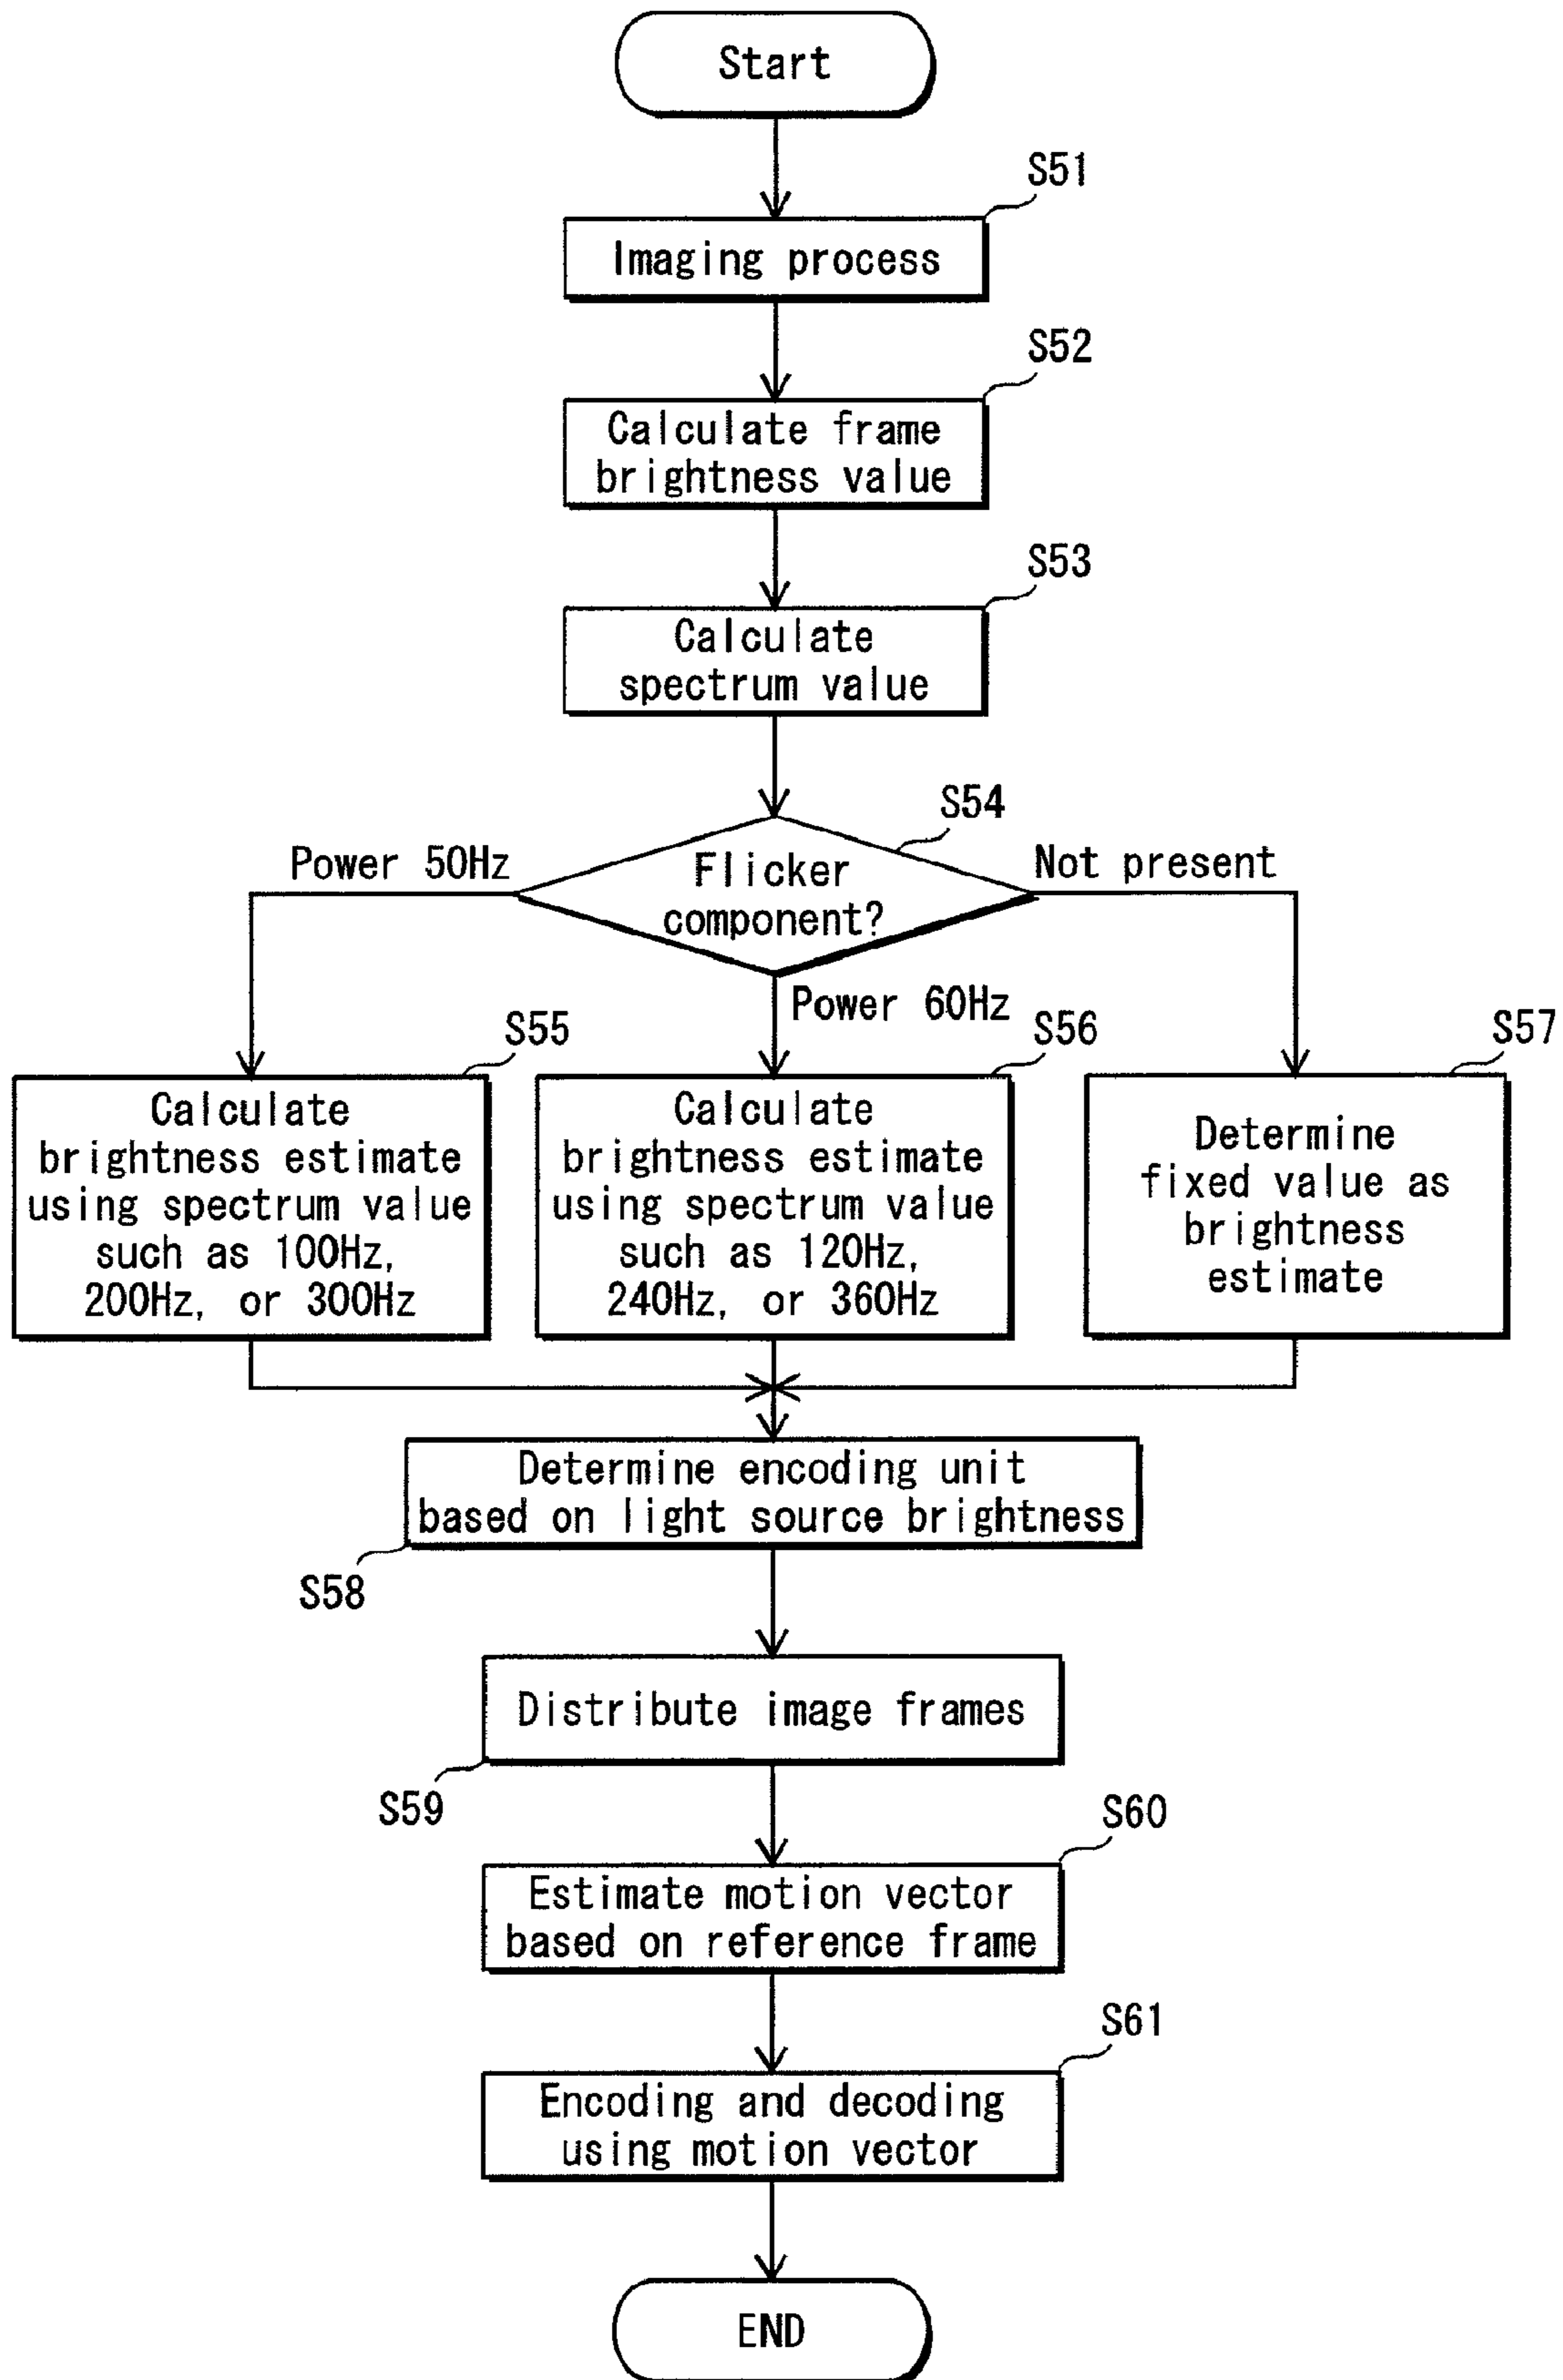 Start
S51
Imaging process
S52
Calculate frame
brightness value
S53
Calculate
spectrum value
S54
Power 50Hz
Flicker
component?
Not present
Power 60Hz
S55
Calculate
brightness estimate
using spectrum value
such as 100Hz,
200Hz, or 300Hz
S56
Calculate
brightness estimate
using spectrum value
such as 120Hz,
240Hz, or 360Hz
S57
Determine
fixed value as
brightness
estimate
Determine encoding unit
based on light source brightness
S58
Distribute image frames
S59
S60
Estimate motion vector
based on reference frame
S61
Encoding and decoding
using motion vector
END